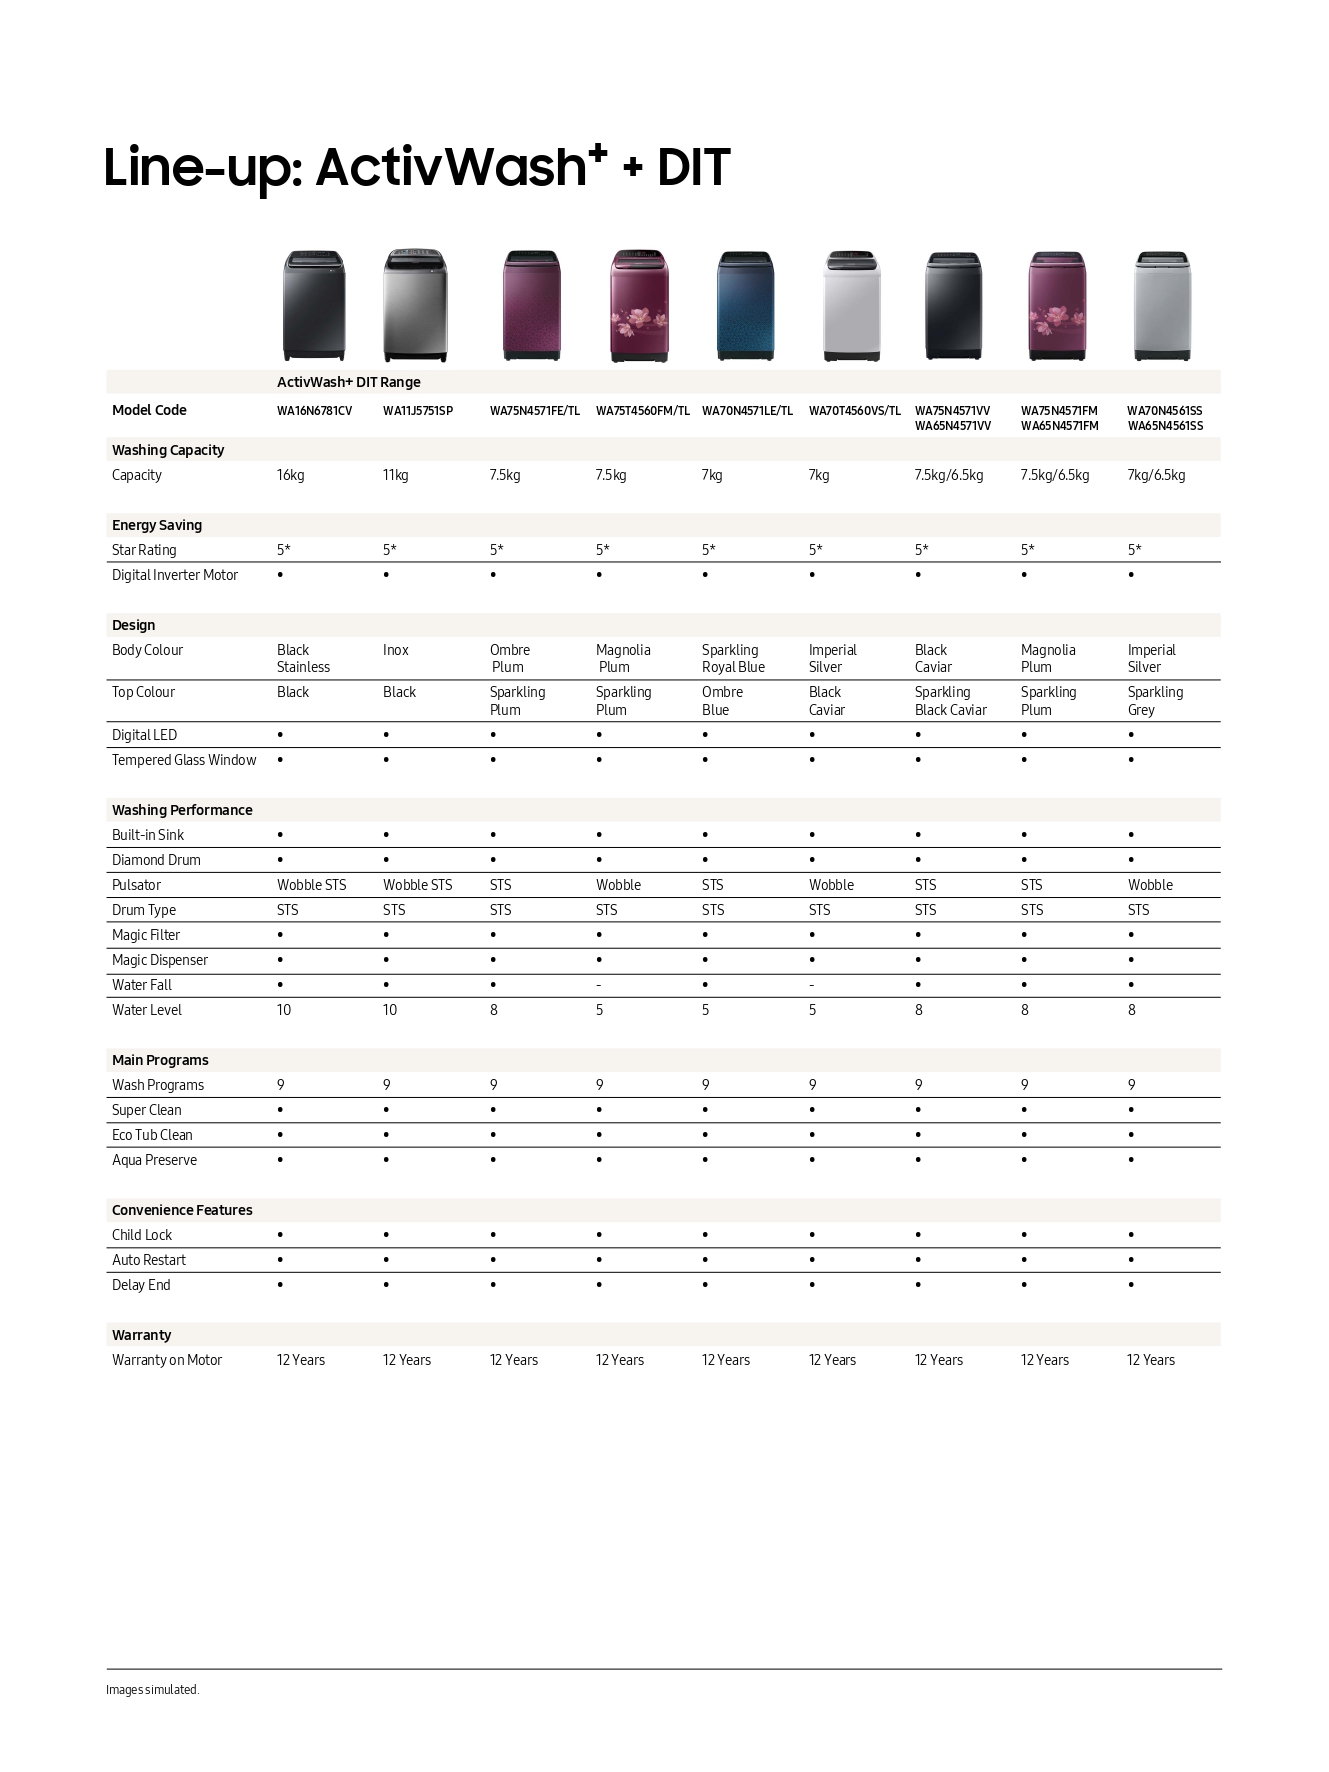 Line-up: ActivWash+ + DIT
ActivWash+ DIT Range
Model Code WA16N6781CV WA11J5751SP WA75N4571FE/TL WA75T4560FM/TL WA70N4571LE/TL WA70T4560VS/TL WA75N4571VV WA75N4571FM WA70N4561SS
WA65N4571VV WA65N4571FM WA65N4561SS
Washing Capacity
Capacity 16kg 11kg 7.5kg 7.5kg 7kg 7kg 7.5kg/6.5kg 7.5kg/6.5kg 7kg/6.5kg
Energy Saving
Star Rating 5* 5* 5* 5* 5* 5* 5* 5* 5*
Digital Inverter Motor • • • • • • • • •
Design
Body Colour Black Inox Ombre Magnolia Sparkling Imperial Black Magnolia Imperial
Stainless Plum Plum Royal Blue Silver Caviar Plum Silver
Top Colour Black Black Sparkling Sparkling Ombre Black Sparkling Sparkling Sparkling
Plum Plum Blue Caviar Black Caviar Plum Grey
Digital LED • • • • • • • • •
Tempered Glass Window • • • • • • • • •
Washing Performance
Built-in Sink • • • • • • • • •
Diamond Drum • • • • • • • • •
Pulsator Wobble STS Wobble STS STS Wobble STS Wobble STS STS Wobble
Drum Type STS STS STS STS STS STS STS STS STS
Magic Filter • • • • • • • • •
Magic Dispenser • • • • • • • • •
Water Fall • • • - • - • • •
Water Level 10 10 8 5 5 5 8 8 8
Main Programs
Wash Programs 9 9 9 9 9 9 9 9 9
Super Clean • • • • • • • • •
Eco Tub Clean • • • • • • • • •
Aqua Preserve • • • • • • • • •
Convenience Features
Child Lock • • • • • • • • •
Auto Restart • • • • • • • • •
Delay End • • • • • • • • •
Warranty
Warranty on Motor 12 Years 12 Years 12 Years 12 Years 12 Years 12 Years 12 Years 12 Years 12 Years
Images simulated.